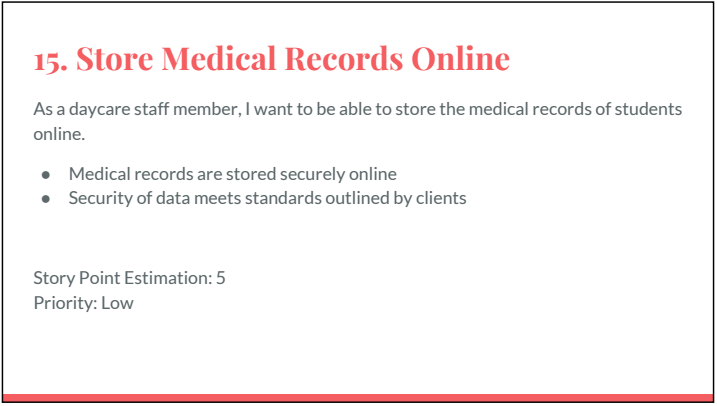 15. Store Medical Records Online
As a daycare staff member, I want to be able to store the medical records of students
online.
● Medical records are stored securely online
● Security of data meets standards outlined by clients
Story Point Estimation: 5
Priority: Low